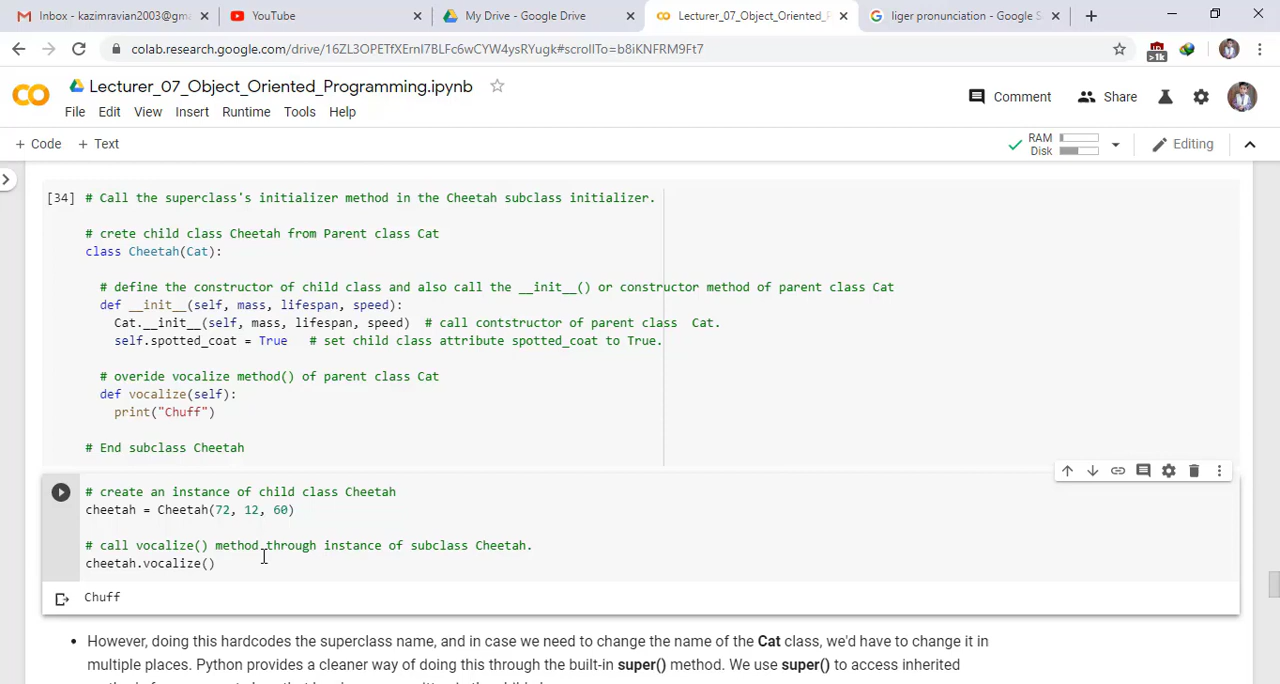 Inbox - kazimravian2003@gm
YouTube
My Drive - Google Drive
Lecturer_07_Object_Oriented_P
liger pronunciation - Google S
colab.research.google.com/drive/16ZL3OPETfXErnI7BLFc6wCYW4ysRYugk#scrollTo=b8iKNFRM9Ft7
>1k
Lecturer_07_Object_Oriented_Programming.ipynb
Comment
Share
File Edit View Insert Runtime Tools Help
+ Code + Text
RAM
Disk
Editing
[34] # Call the superclass's initializer method in the Cheetah subclass initializer.
# crete child class Cheetah from Parent class Cat
class Cheetah(Cat):
# define the constructor of child class and also call the __init__() or constructor method of parent class Cat
def __init__(self, mass, lifespan, speed):
Cat.__init__(self, mass, lifespan, speed) # call contstructor of parent class Cat.
self.spotted_coat = True # set child class attribute spotted_coat to True.
# overide vocalize method() of parent class Cat
def vocalize(self):
print("Chuff")
# End subclass Cheetah
# create an instance of child class Cheetah
cheetah = Cheetah(72, 12, 60)
# call vocalize() method through instance of subclass Cheetah.
cheetah.vocalize()
Chuff
• However, doing this hardcodes the superclass name, and in case we need to change the name of the Cat class, we'd have to change it in
multiple places. Python provides a cleaner way of doing this through the built-in super() method. We use super() to access inherited